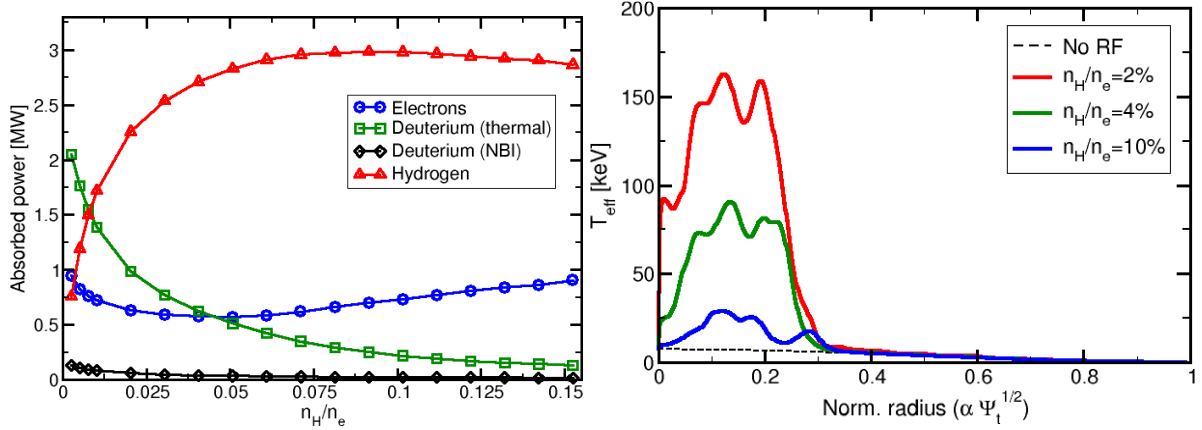 Absorbed power [MW]
3
2.5
2
1.5
1
0.5
0
Electrons
Deuterium (thermal)
Deuterium (NBI)
Hydrogen
0 0.025 0.05 0.075 0.1 0.125 0.15
n_H/n_e
T_eff [keV]
200
150
100
50
0
No RF
n_H/n_e=2%
n_H/n_e=4%
n_H/n_e=10%
0 0.2 0.4 0.6 0.8 1
Norm. radius (α Ψ_t^1/2)